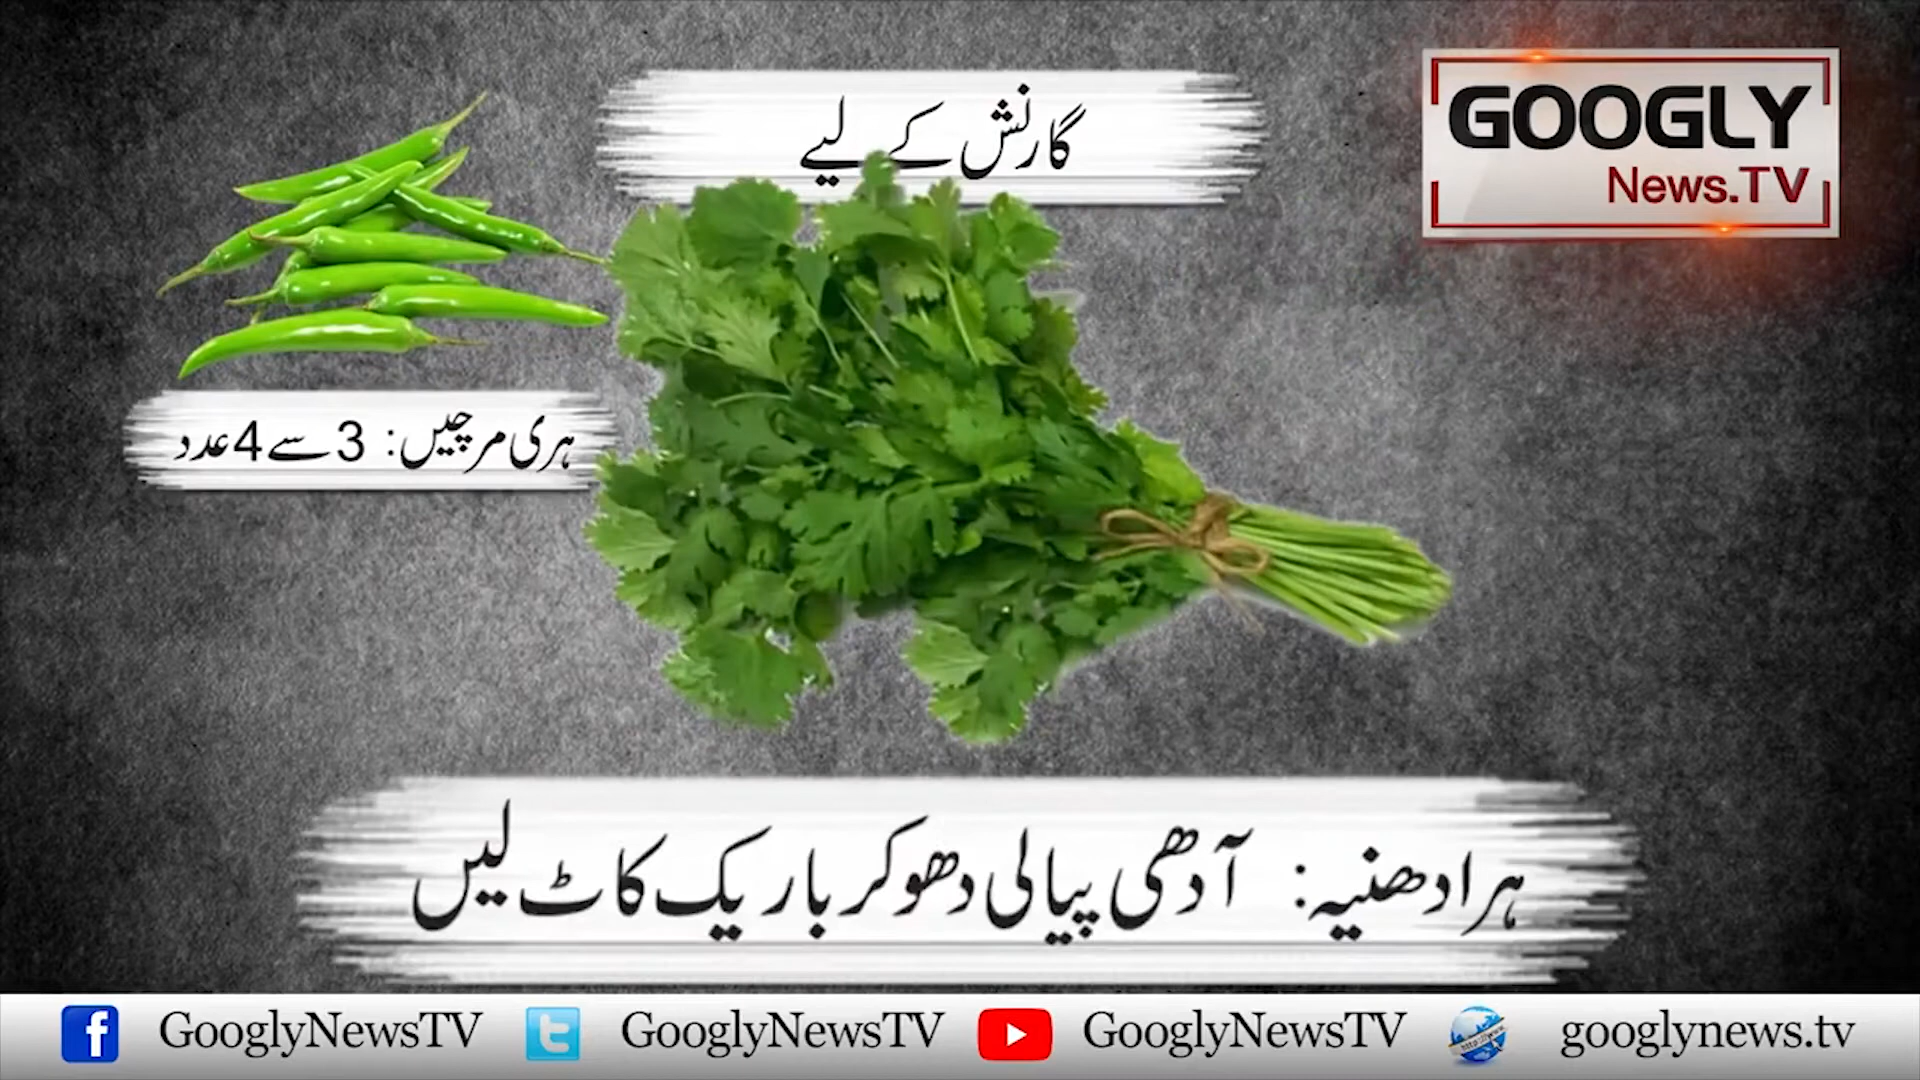 گارنش کے لیے
GOOGLY
News.TV
ہری مرچیں: 3 سے 4 عدد
ہرا دھنیہ: آدھی پیالی دھو کر باریک کاٹ لیں
GooglyNewsTV GooglyNewsTV GooglyNewsTV googlynews.tv